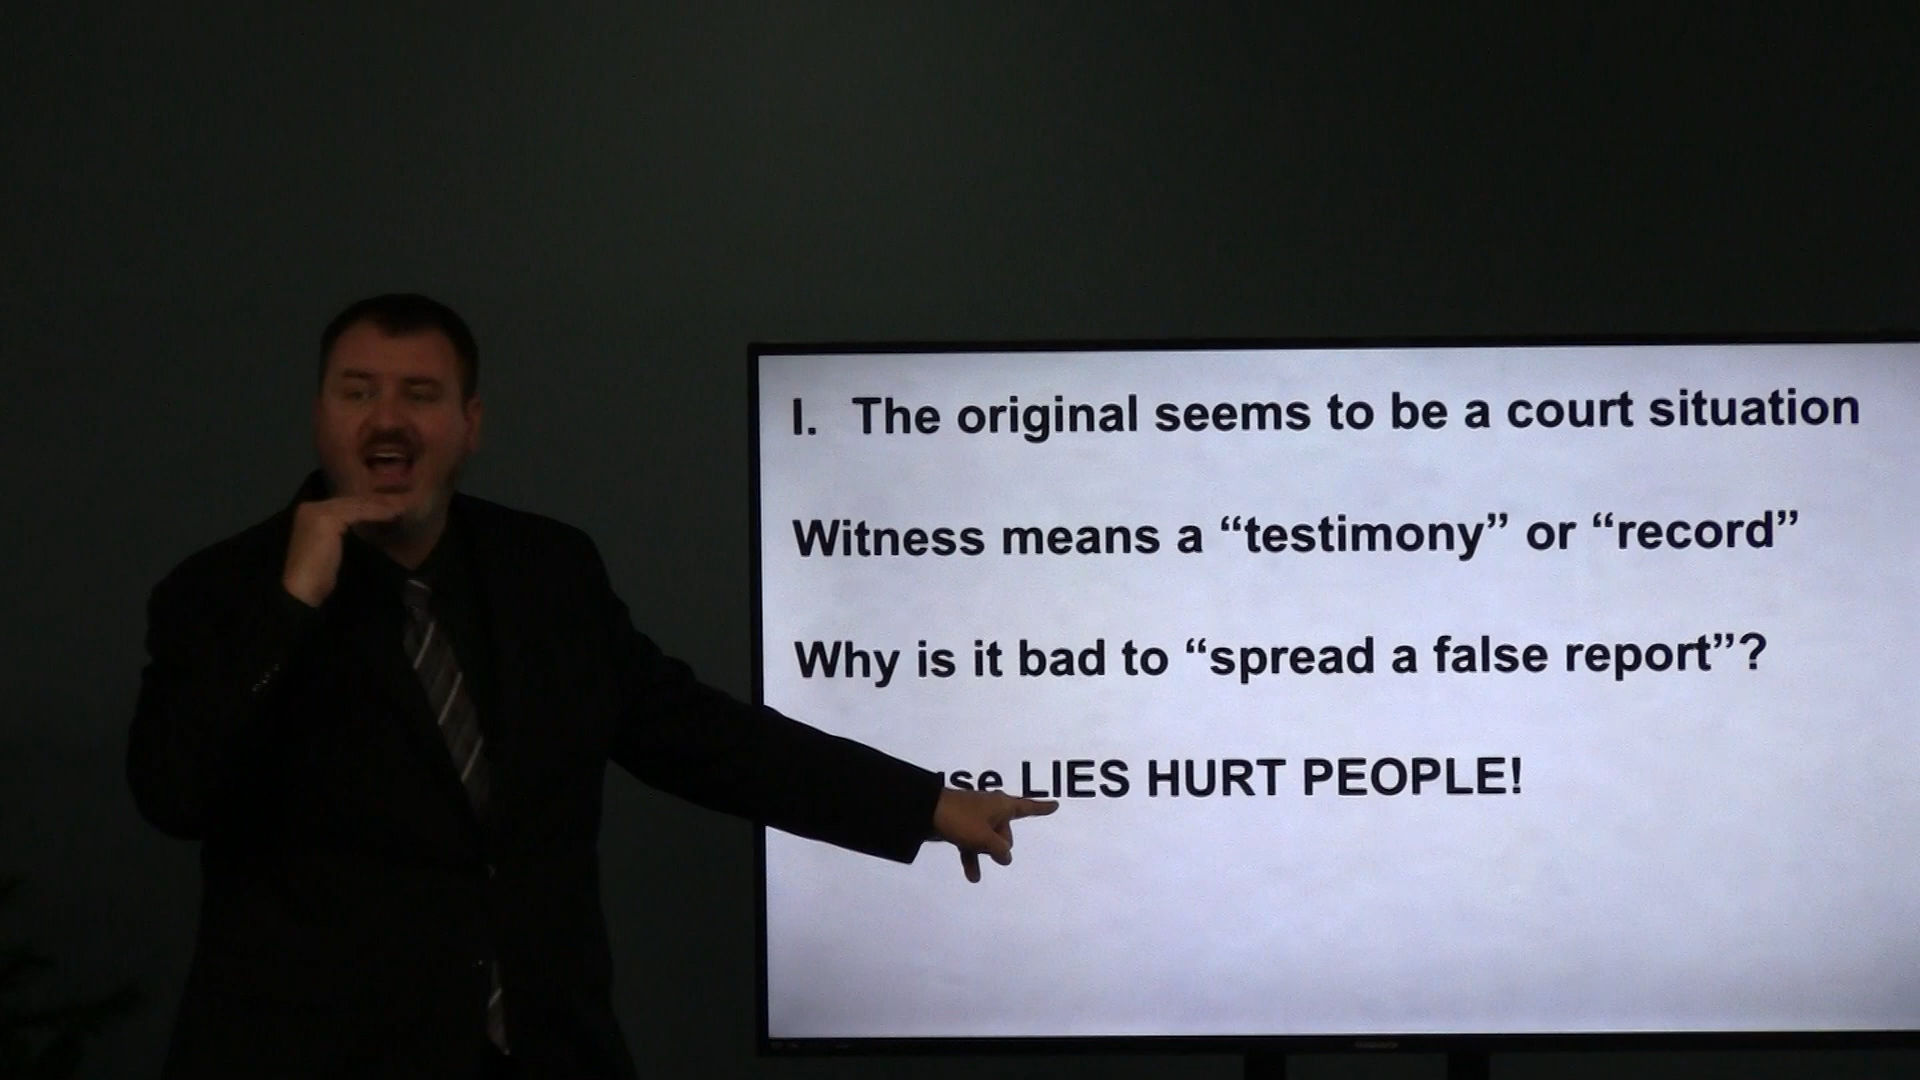 I. The original seems to be a court situation
Witness means a “testimony” or “record”
Why is it bad to “spread a false report”?
use LIES HURT PEOPLE!